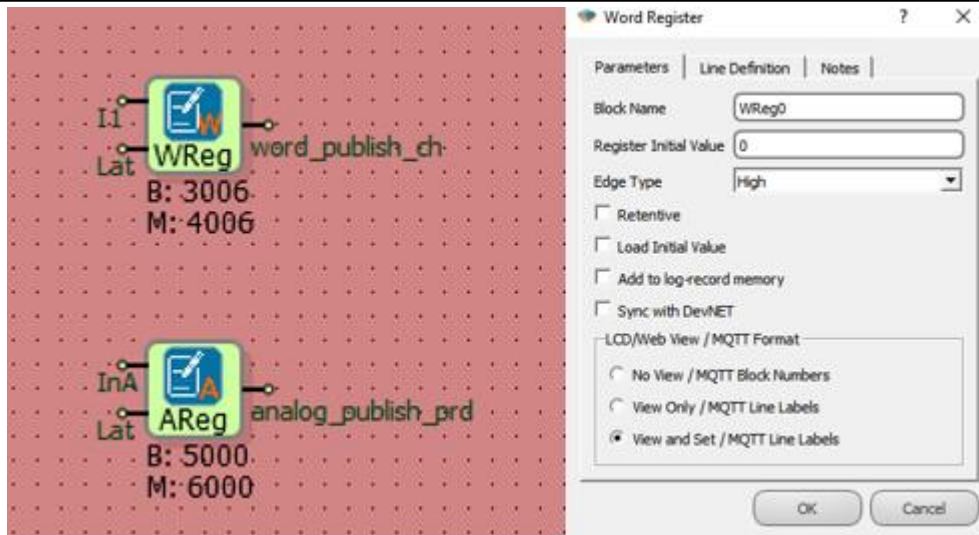 I1
W
Lat
WReg
word_publish_ch
B: 3006
M: 4006
InA
A
Lat
AReg
analog_publish_prd
B: 5000
M: 6000
Word Register
?
X
Parameters
Line Definition
Notes
Block Name
WReg0
Register Initial Value
0
Edge Type
High
Retentive
Load Initial Value
Add to log-record memory
Sync with DevNET
LCD/Web View / MQTT Format
No View / MQTT Block Numbers
View Only / MQTT Line Labels
View and Set / MQTT Line Labels
OK
Cancel